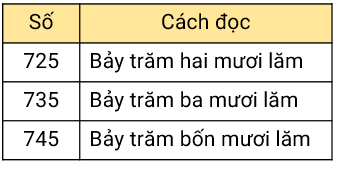 Số Cách đọc
725 Bảy trăm hai mươi lăm
735 Bảy trăm ba mươi lăm
745 Bảy trăm bốn mươi lăm